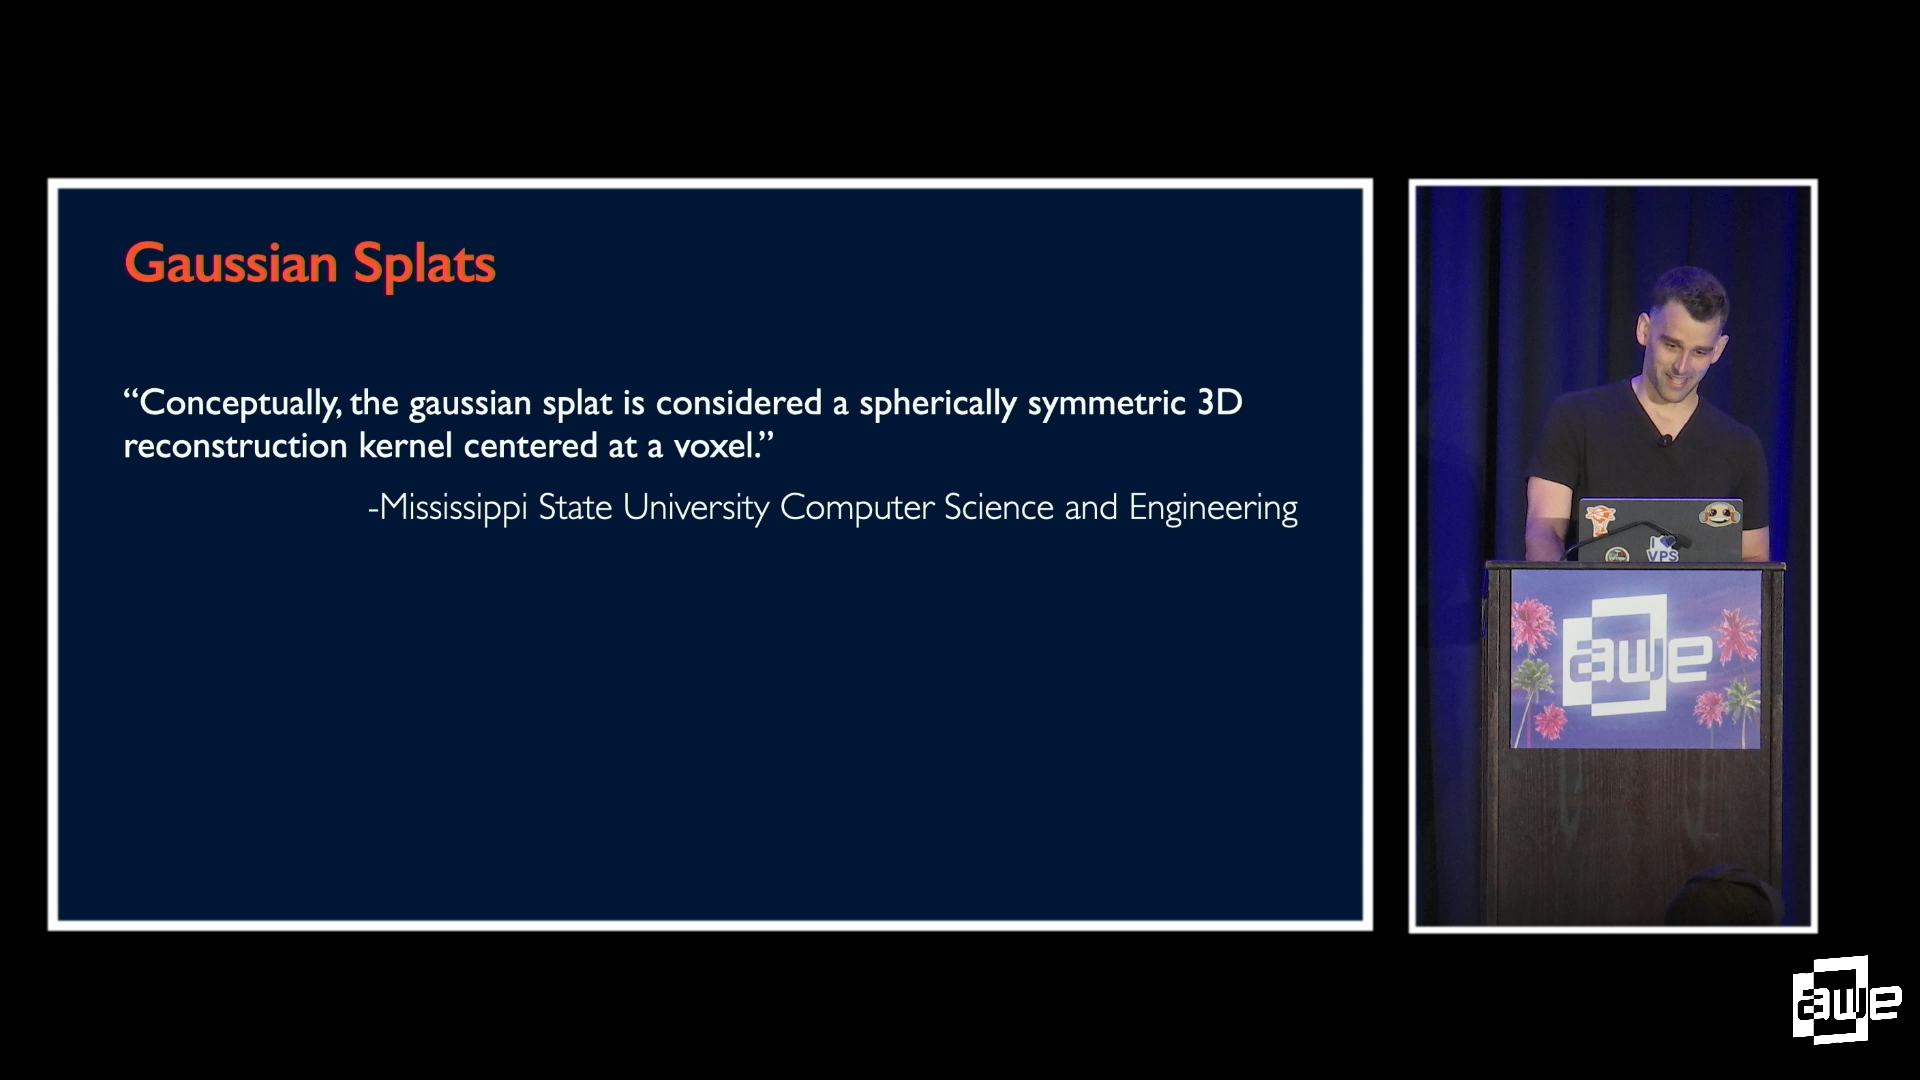 Gaussian Splats
“Conceptually, the gaussian splat is considered a spherically symmetric 3D
reconstruction kernel centered at a voxel.”
-Mississippi State University Computer Science and Engineering
I
VPS
awe
awe